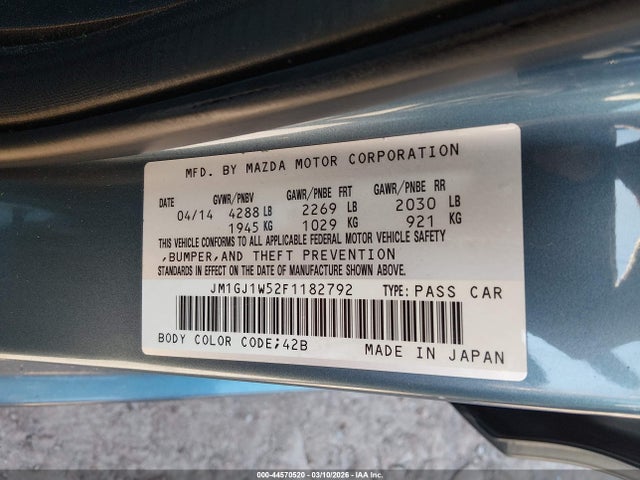 MFD. BY MAZDA MOTOR CORPORATION
DATE GVWR/PNBV GAWR/PNBE FRT GAWR/PNBE RR
04/14 4288 LB 2269 LB 2030 LB
1945 KG 1029 KG 921 KG
THIS VEHICLE CONFORMS TO ALL APPLICABLE FEDERAL MOTOR VEHICLE SAFETY
,BUMPER,AND THEFT PREVENTION
STANDARDS IN EFFECT ON THE DATE OF MANUFACTURE SHOWN ABOVE.
JM1GJ1W52F1182792 TYPE: PASS CAR
BODY COLOR CODE;42B MADE IN JAPAN
000-44570520 — 03/10/2026 — IAA Inc.